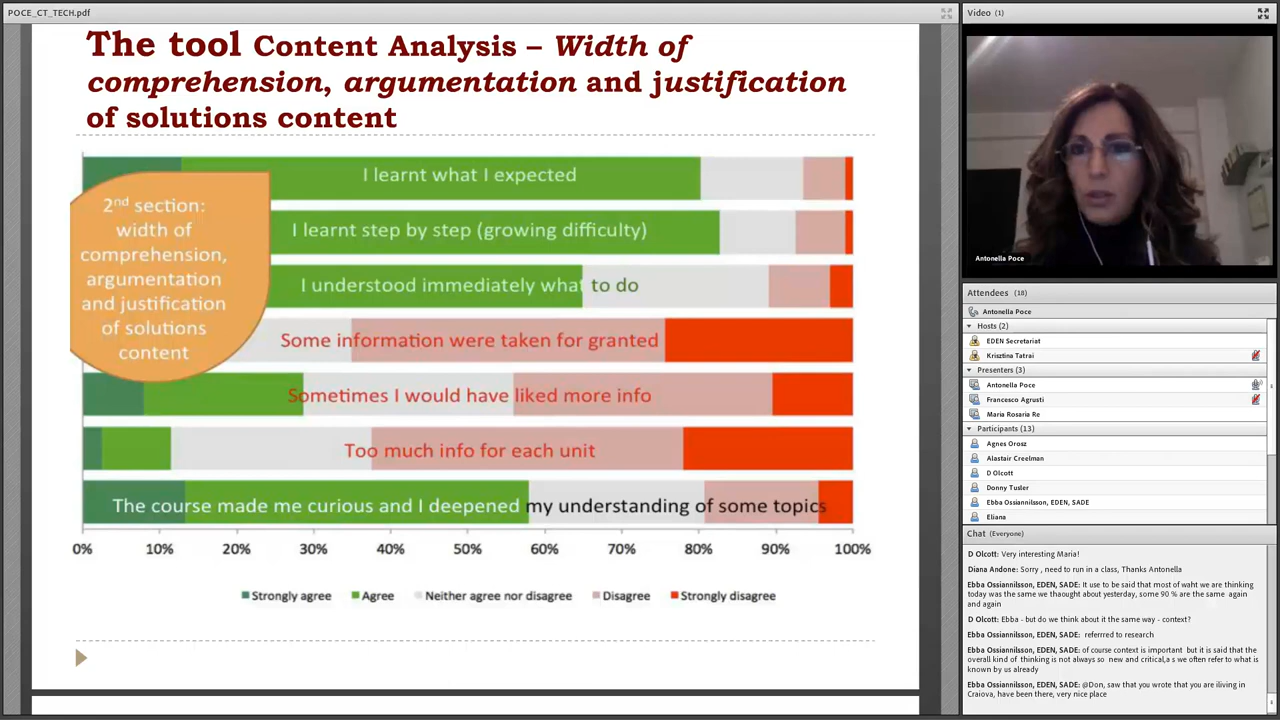 POCE_CT_TECH.pdf
The tool Content Analysis – Width of
comprehension, argumentation and justification
of solutions content
I learnt what I expected
I learnt step by step (growing difficulty)
I understood immediately what to do
Some information were taken for granted
Sometimes I would have liked more info
Too much info for each unit
The course made me curious and I deepened my understanding of some topics
2nd section:
width of
comprehension,
argumentation
and justification
of solutions
content
0% 10% 20% 30% 40% 50% 60% 70% 80% 90% 100%
Strongly agree Agree Neither agree nor disagree Disagree Strongly disagree
Video (1)
Antonella Poce
Attendees (18)
Antonella Poce
Hosts (2)
EDEN Secretariat
Krisztina Tatrai
Presenters (3)
Antonella Poce
Francesco Agrusti
Maria Rosaria Re
Participants (13)
Agnes Orosz
Alastair Creelman
D Olcott
Donny Tusler
Ebba Ossiannilsson, EDEN, SADE
Eliana
Chat (Everyone)
D Olcott: Very interesting Maria!
Diana Andone: Sorry , need to run in a class, Thanks Antonella
Ebba Ossiannilsson, EDEN, SADE: It use to be said that most of waht we are thinking
today was the same we thaought about yesterday, some 90 % are the same again
and again
D Olcott: Ebba - but do we think about it the same way - context?
Ebba Ossiannilsson, EDEN, SADE: referrred to research
Ebba Ossiannilsson, EDEN, SADE: of course context is important but it is said that the
overall kind of thinking is not always so new and critical,a s we often refer to what is
known by us already
Ebba Ossiannilsson, EDEN, SADE: @Don, saw that you wrote that you are iliving in
Craiova, have been there, very nice place